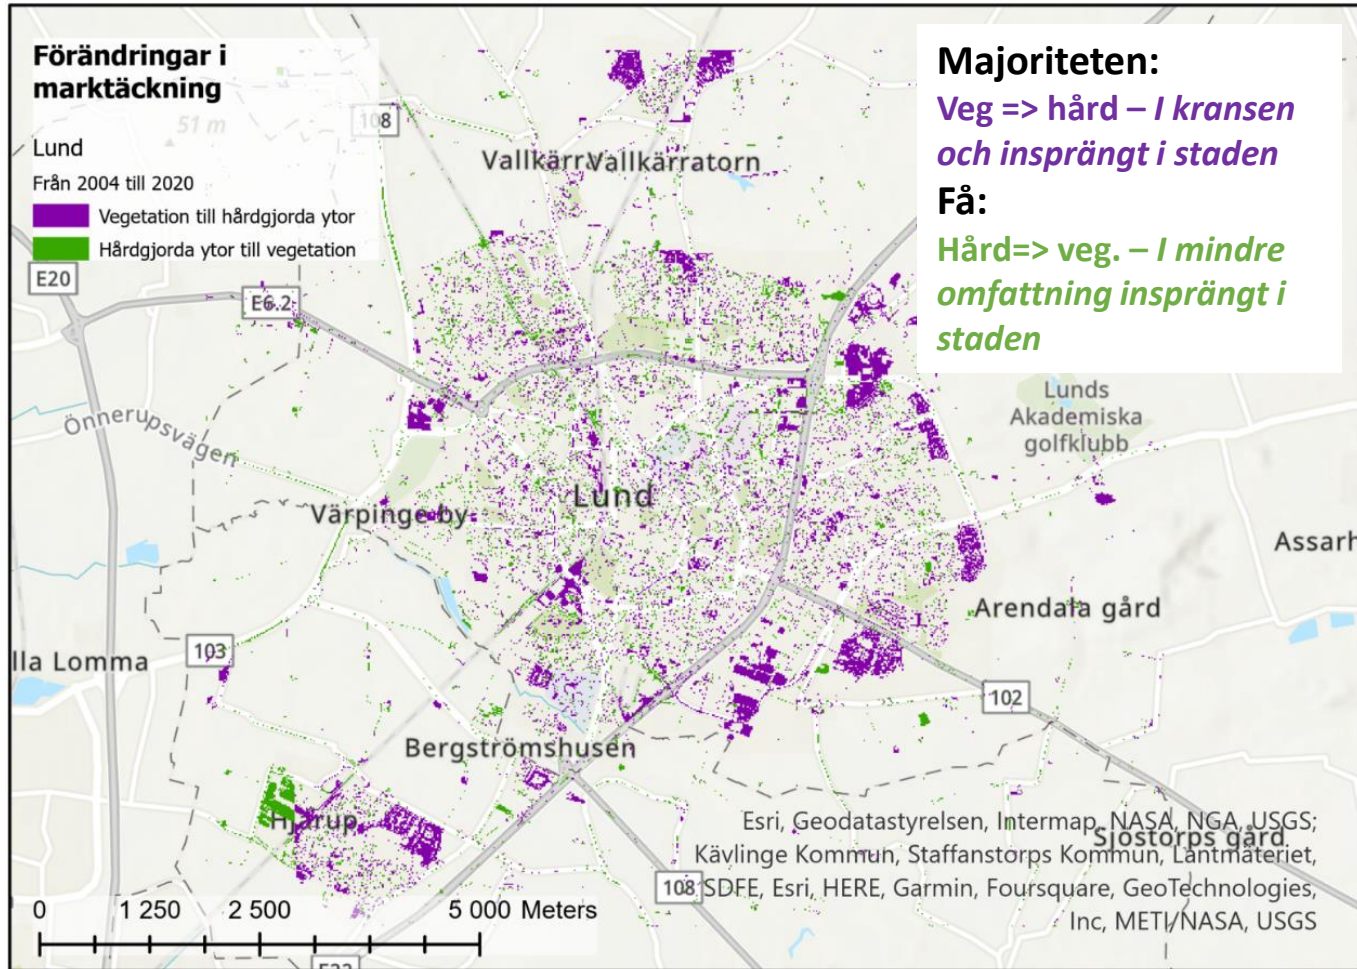 Förändringar i
marktäckning
Lund
Från 2004 till 2020
Vegetation till hårdgjorda ytor
Hårdgjorda ytor till vegetation
Majoriteten:
Veg => hård – I kransen
och insprängt i staden
Få:
Hård=> veg. – I mindre
omfattning insprängt i
staden
51 m
108
Vallkärra
Vallkärratorn
E20
E6.2
Önnerupsvägen
Lunds
Akademiska
golfklubb
Lund
Värpinge by
Assarh
Arendala gård
lla Lomma
103
102
Bergströmshusen
Hjärup
Sjöstorps gård
Esri, Geodatastyrelsen, Intermap, NASA, NGA, USGS;
Kävlinge Kommun, Staffanstorps Kommun, Lantmäteriet,
SDFE, Esri, HERE, Garmin, Foursquare, GeoTechnologies,
Inc, METI/NASA, USGS
108
0 1 250 2 500 5 000 Meters
E22